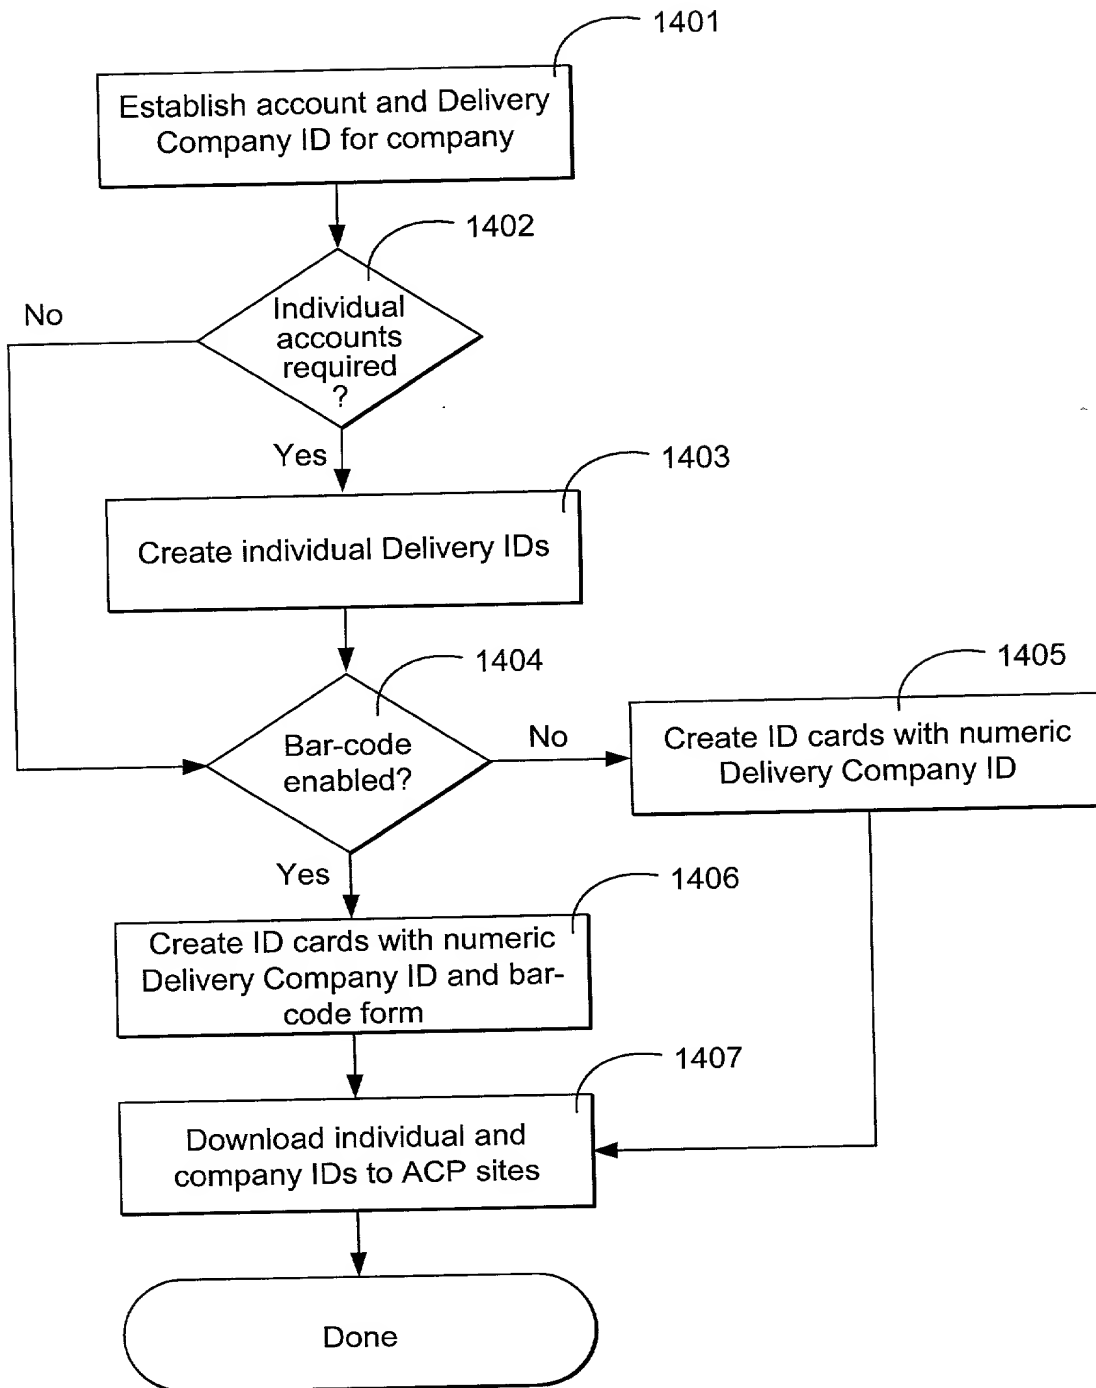 1401
Establish account and Delivery
Company ID for company
1402
No
Individual
accounts
required
?
Yes
1403
Create individual Delivery IDs
1404
1405
Bar-code
enabled?
No
Create ID cards with numeric
Delivery Company ID
Yes
1406
Create ID cards with numeric
Delivery Company ID and bar-
code form
1407
Download individual and
company IDs to ACP sites
Done